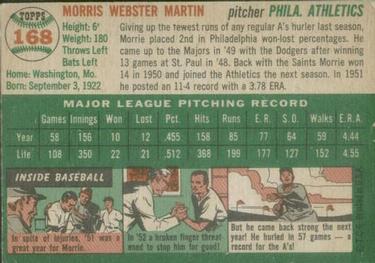 TOPPS
168
MORRIS WEBSTER MARTIN pitcher PHILA. ATHLETICS
Height: 6'
Weight: 180
Throws Left
Bats Left
Home: Washington, Mo.
Born: September 3, 1922
Giving up the fewest runs of any regular A's hurler last season,
Morrie placed 2nd in Philadelphia won-lost percentages. He
came up to the Majors in '49 with the Dodgers after winning
13 games at St. Paul in '48. Back with the Saints Morrie won
14 in 1950 and joined the Athletics the next year. In 1951
he posted an 11-4 record with a 3.78 ERA.
MAJOR LEAGUE PITCHING RECORD
Games Innings Won Lost Pct. Hits Runs E.R. S.O. Walks E.R.A.
Year 58 156 10 12 .455 158 85 77 64 59 4.44
Life 108 350 22 21 .512 368 199 177 127 152 4.55
INSIDE BASEBALL
In spite of injuries, '51 was a
great year for Morrie.
In '52 a broken finger threat-
ened to stop him for good, but...
But he came back strong the next
year! He hurled in 57 games — a
record for the A's!